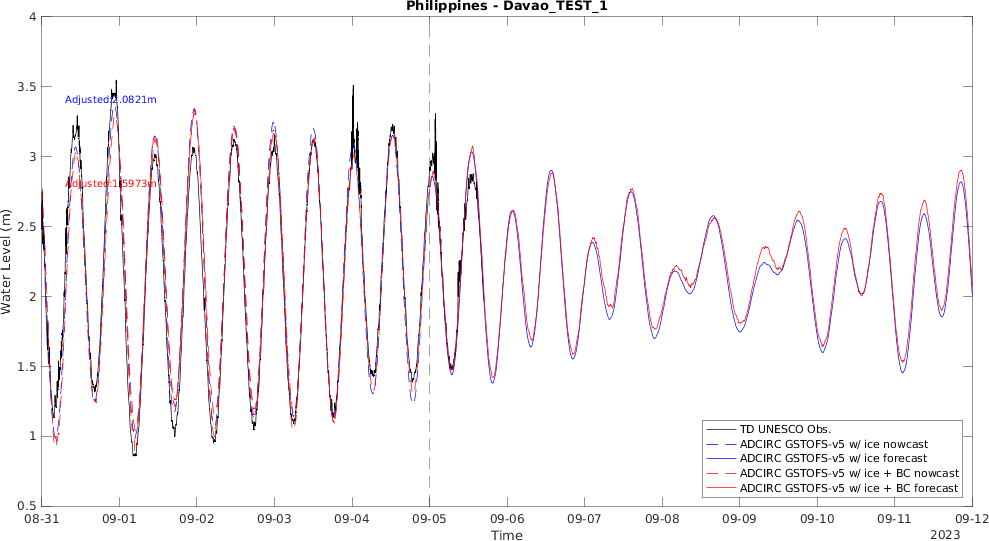 Philippines - Davao_TEST_1
4
3.5
3
2.5
2
1.5
1
0.5
Water Level (m)
Adjusted:2.0821m
Adjusted:1.5973m
TD UNESCO Obs.
ADCIRC GSTOFS-v5 w/ ice nowcast
ADCIRC GSTOFS-v5 w/ ice forecast
ADCIRC GSTOFS-v5 w/ ice + BC nowcast
ADCIRC GSTOFS-v5 w/ ice + BC forecast
08-31 09-01 09-02 09-03 09-04 09-05 09-06 09-07 09-08 09-09 09-10 09-11 09-12
Time
2023